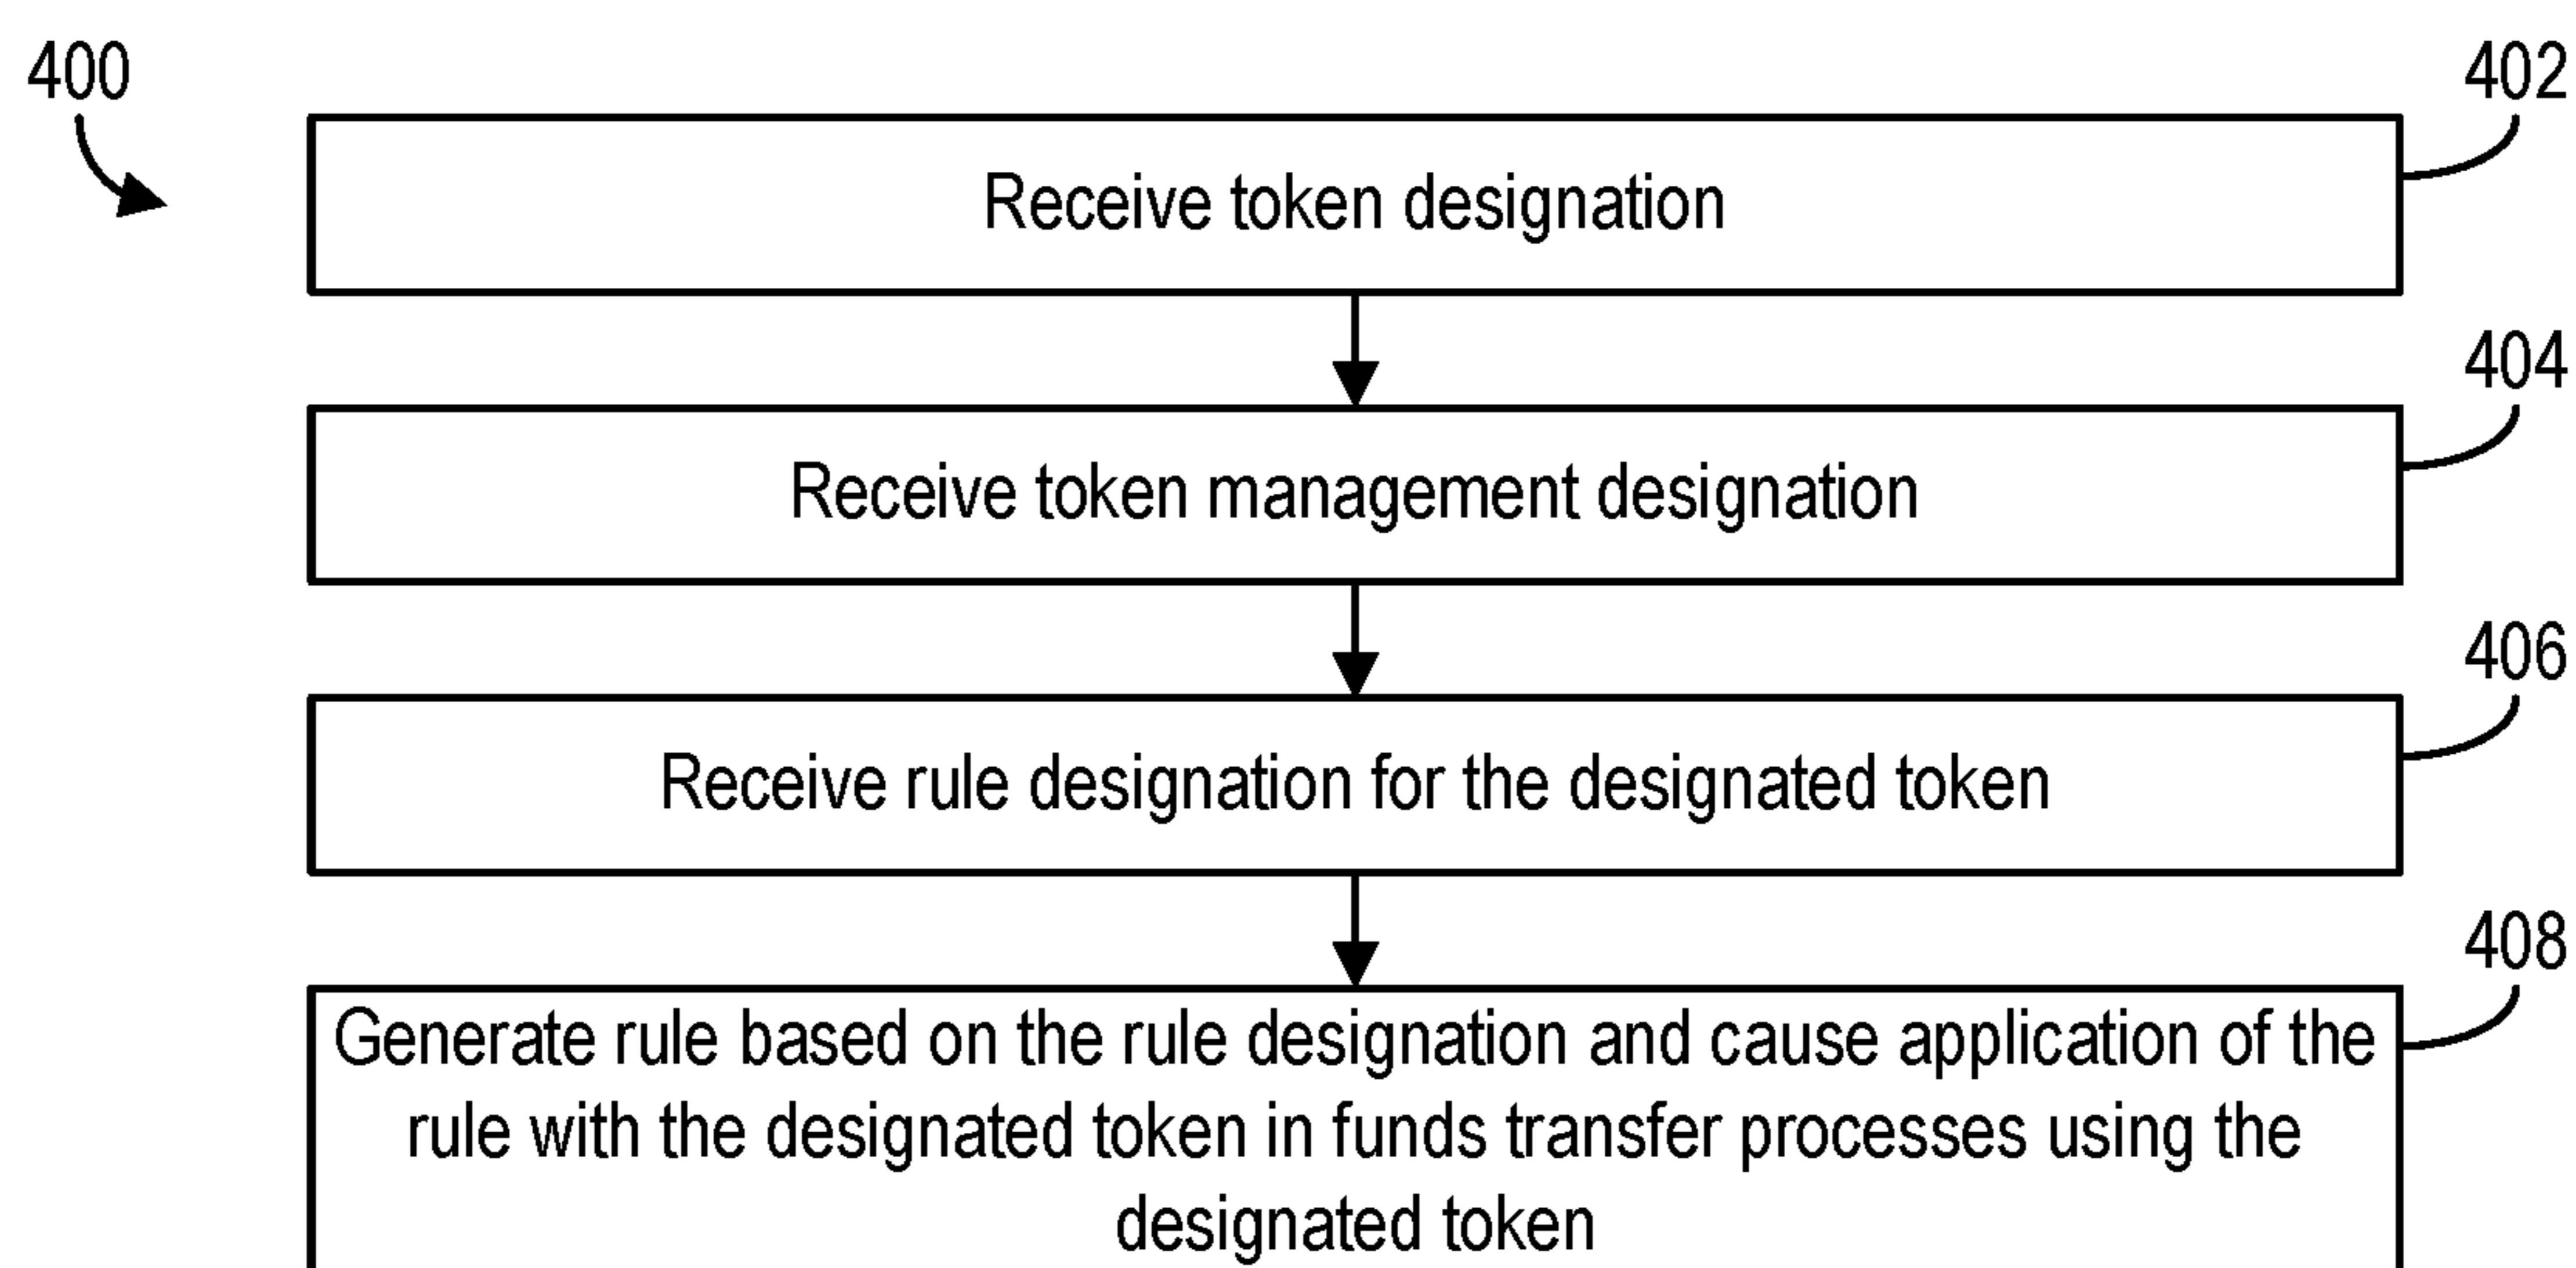 400
402
Receive token designation
404
Receive token management designation
406
Receive rule designation for the designated token
408
Generate rule based on the rule designation and cause application of the
rule with the designated token in funds transfer processes using the
designated token